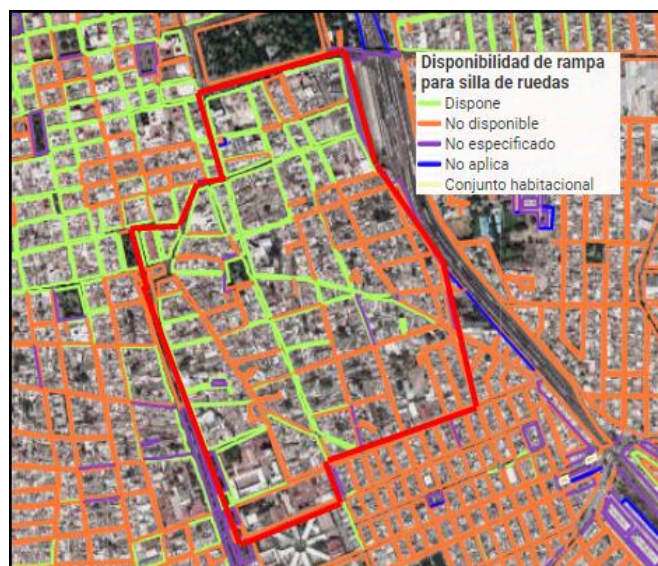 Disponibilidad de rampa
para silla de ruedas
Dispone
No disponible
No especificado
No aplica
Conjunto habitacional